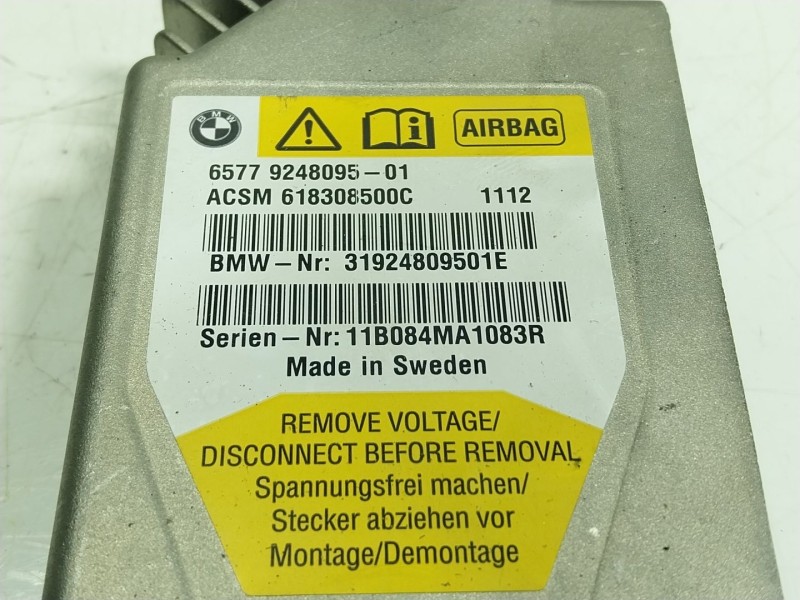 BMW
AIRBAG
6577 9248095-01
ACSM 618308500C 1112
BMW-Nr: 31924809501E
Serien-Nr: 11B084MA1083R
Made in Sweden
REMOVE VOLTAGE/
DISCONNECT BEFORE REMOVAL
Spannungsfrei machen/
Stecker abziehen vor
Montage/Demontage